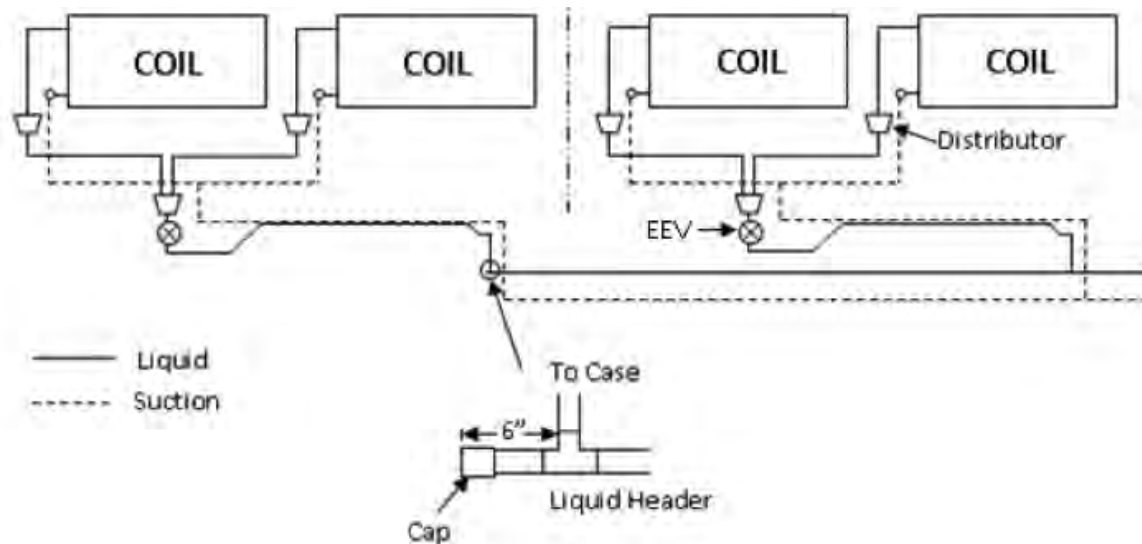 COIL COIL COIL COIL
Distributor
EEV
Liquid
Suction
To Case
6”
Liquid Header
Cap